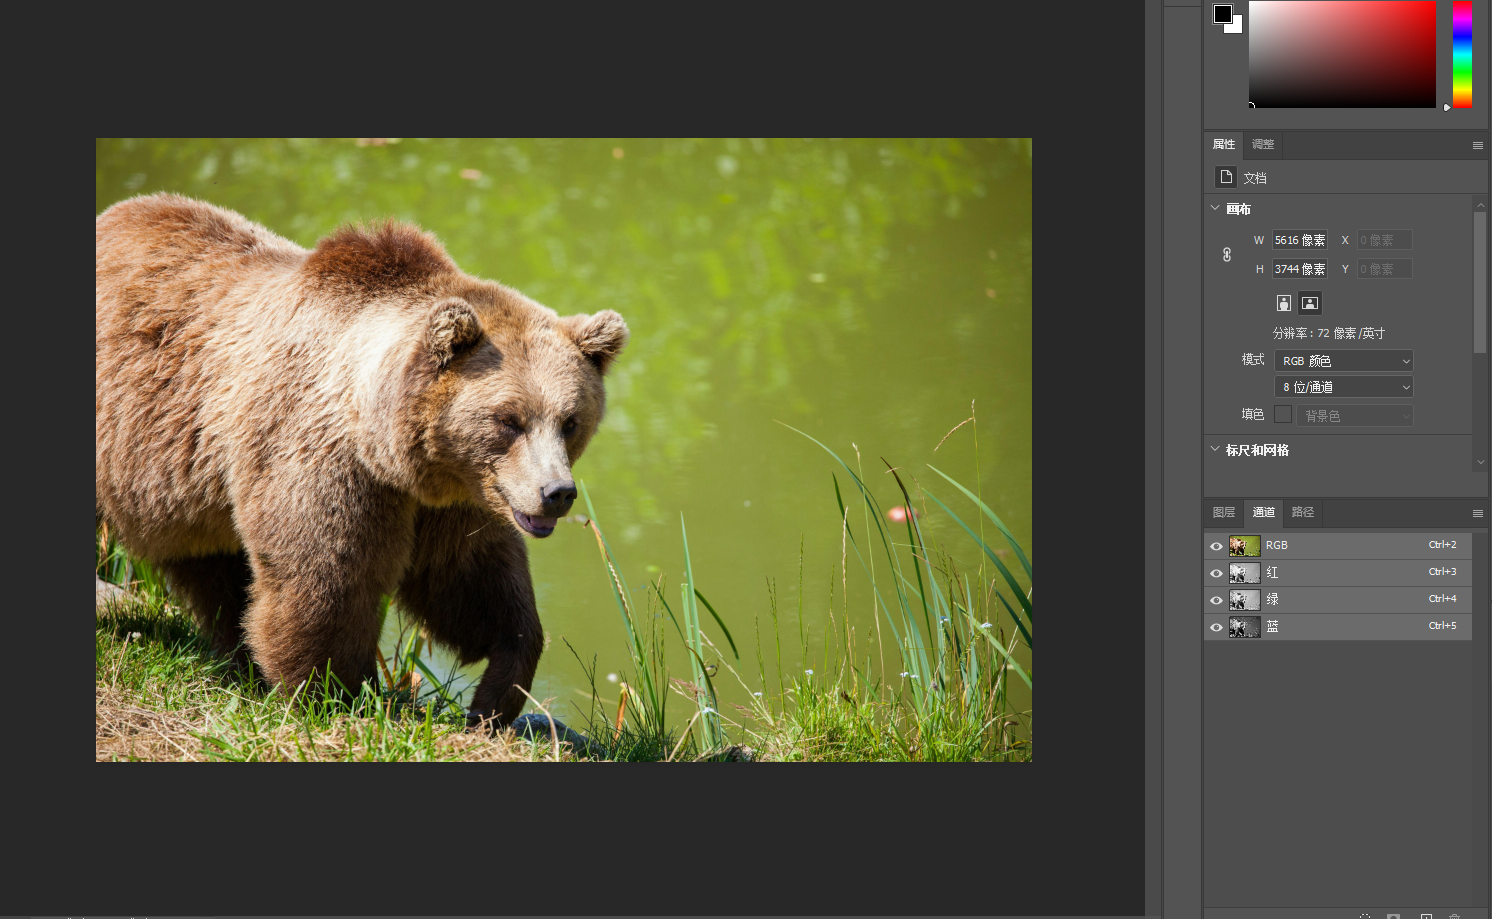 属性 调整
文档
画布
W 5616 像素 X 0 像素
H 3744 像素 Y 0 像素
分辨率：72 像素/英寸
模式 RGB 颜色
8 位/通道
填色 背景色
标尺和网格
图层 通道 路径
RGB Ctrl+2
红 Ctrl+3
绿 Ctrl+4
蓝 Ctrl+5